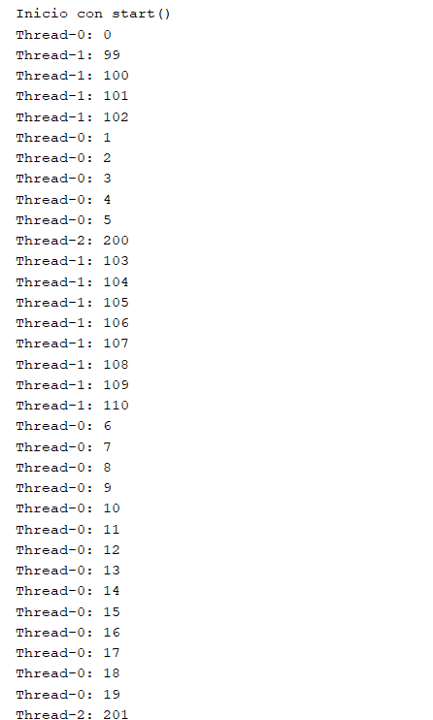 Inicio con start()
Thread-0: 0
Thread-1: 99
Thread-1: 100
Thread-1: 101
Thread-1: 102
Thread-0: 1
Thread-0: 2
Thread-0: 3
Thread-0: 4
Thread-0: 5
Thread-2: 200
Thread-1: 103
Thread-1: 104
Thread-1: 105
Thread-1: 106
Thread-1: 107
Thread-1: 108
Thread-1: 109
Thread-1: 110
Thread-0: 6
Thread-0: 7
Thread-0: 8
Thread-0: 9
Thread-0: 10
Thread-0: 11
Thread-0: 12
Thread-0: 13
Thread-0: 14
Thread-0: 15
Thread-0: 16
Thread-0: 17
Thread-0: 18
Thread-0: 19
Thread-2: 201